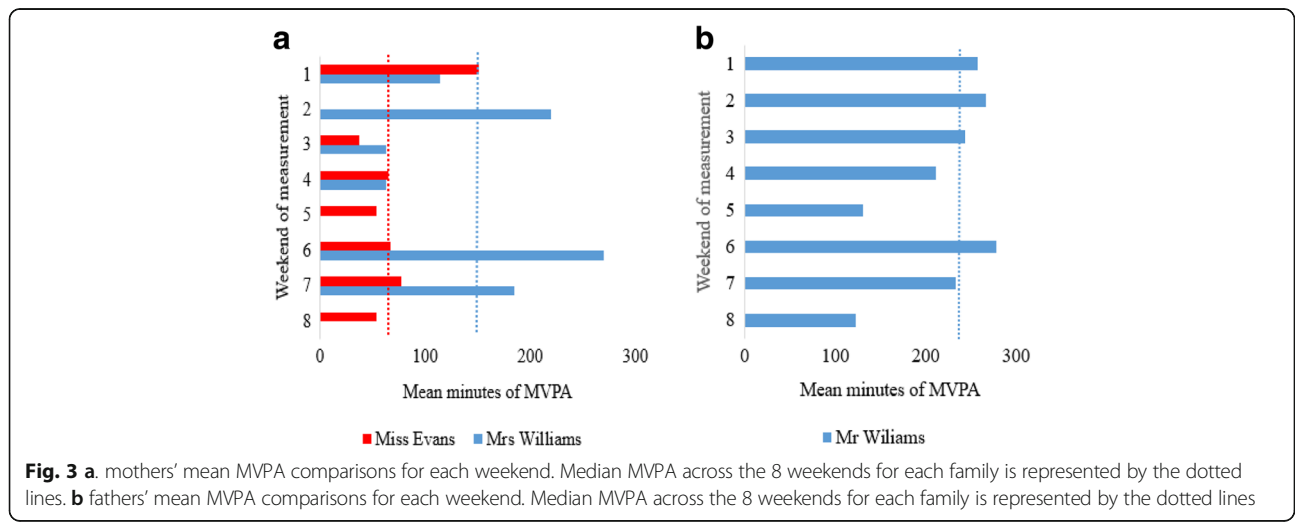 a
Weekend of measurement
1
2
3
4
5
6
7
8
0 100 200 300
Mean minutes of MVPA
Miss Evans Mrs Williams
b
Weekend of measurement
1
2
3
4
5
6
7
8
0 100 200 300
Mean minutes of MVPA
Mr Wiliams
Fig. 3 a. mothers' mean MVPA comparisons for each weekend. Median MVPA across the 8 weekends for each family is represented by the dotted
lines. b fathers' mean MVPA comparisons for each weekend. Median MVPA across the 8 weekends for each family is represented by the dotted lines